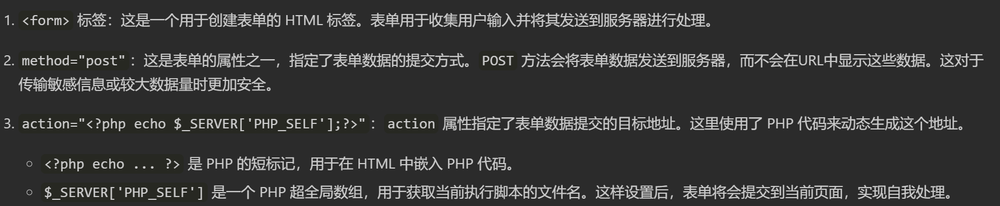 1. <form> 标签：这是一个用于创建表单的 HTML 标签。表单用于收集用户输入并将其发送到服务器进行处理。
2. method="post"：这是表单的属性之一，指定了表单数据的提交方式。POST 方法会将表单数据发送到服务器，而不会在URL中显示这些数据。这对于
传输敏感信息或较大数据量时更加安全。
3. action="<?php echo $_SERVER['PHP_SELF'];?>"：action 属性指定了表单数据提交的目标地址。这里使用了 PHP 代码来动态生成这个地址。
○ <?php echo ... ?> 是 PHP 的短标记，用于在 HTML 中嵌入 PHP 代码。
○ $_SERVER['PHP_SELF'] 是一个 PHP 超全局数组，用于获取当前执行脚本的文件名。这样设置后，表单将会提交到当前页面，实现自我处理。